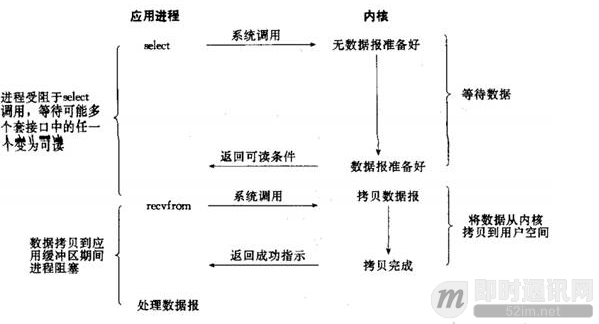 应用进程
内核
select
系统调用
无数据报准备好
进程受阻于select
调用，等待可能多
个套接口中的任一
个变为可读
等待数据
返回可读条件
数据报准备好
recvfrom
系统调用
拷贝数据报
数据拷贝到应
用缓冲区期间
进程阻塞
将数据从内核
拷贝到用户空间
返回成功指示
拷贝完成
处理数据报
即时通讯网
52im.net